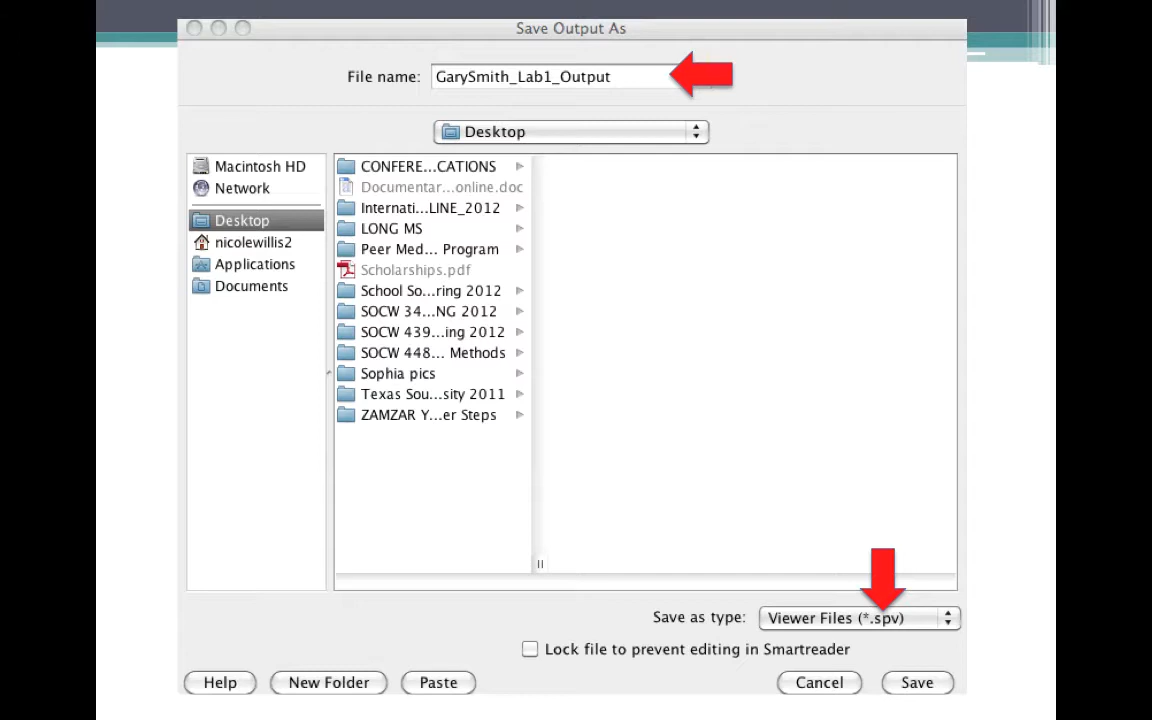 Save Output As
File name: GarySmith_Lab1_Output
Desktop
Macintosh HD
Network
Desktop
nicolewillis2
Applications
Documents
CONFERE...CATIONS
Documentar...online.doc
Internati...LINE_2012
LONG MS
Peer Med... Program
Scholarships.pdf
School So...ring 2012
SOCW 34...NG 2012
SOCW 439...ing 2012
SOCW 448... Methods
Sophia pics
Texas Sou...sity 2011
ZAMZAR Y...er Steps
Save as type: Viewer Files (*.spv)
Lock file to prevent editing in Smartreader
Help New Folder Paste Cancel Save